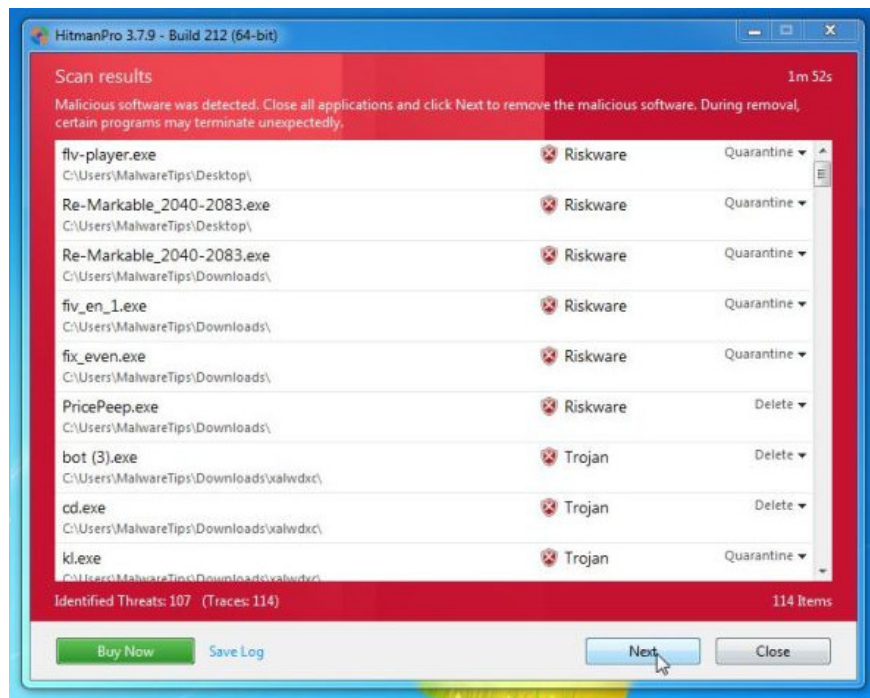 HitmanPro 3.7.9 - Build 212 (64-bit)
Scan results 1m 52s
Malicious software was detected. Close all applications and click Next to remove the malicious software. During removal,
certain programs may terminate unexpectedly.
flv-player.exe Riskware Quarantine
C:\Users\MalwareTips\Desktop\
Re-Markable_2040-2083.exe Riskware Quarantine
C:\Users\MalwareTips\Desktop\
Re-Markable_2040-2083.exe Riskware Quarantine
C:\Users\MalwareTips\Downloads\
fiv_en_1.exe Riskware Quarantine
C:\Users\MalwareTips\Downloads\
fix_even.exe Riskware Quarantine
C:\Users\MalwareTips\Downloads\
PricePeep.exe Riskware Delete
C:\Users\MalwareTips\Downloads\
bot (3).exe Trojan Delete
C:\Users\MalwareTips\Downloads\xalwdxc\
cd.exe Trojan Delete
C:\Users\MalwareTips\Downloads\xalwdxc\
kl.exe Trojan Quarantine
C:\Users\MalwareTips\Downloads\xalwdxc\
Identified Threats: 107 (Traces: 114) 114 Items
Buy Now Save Log Next Close